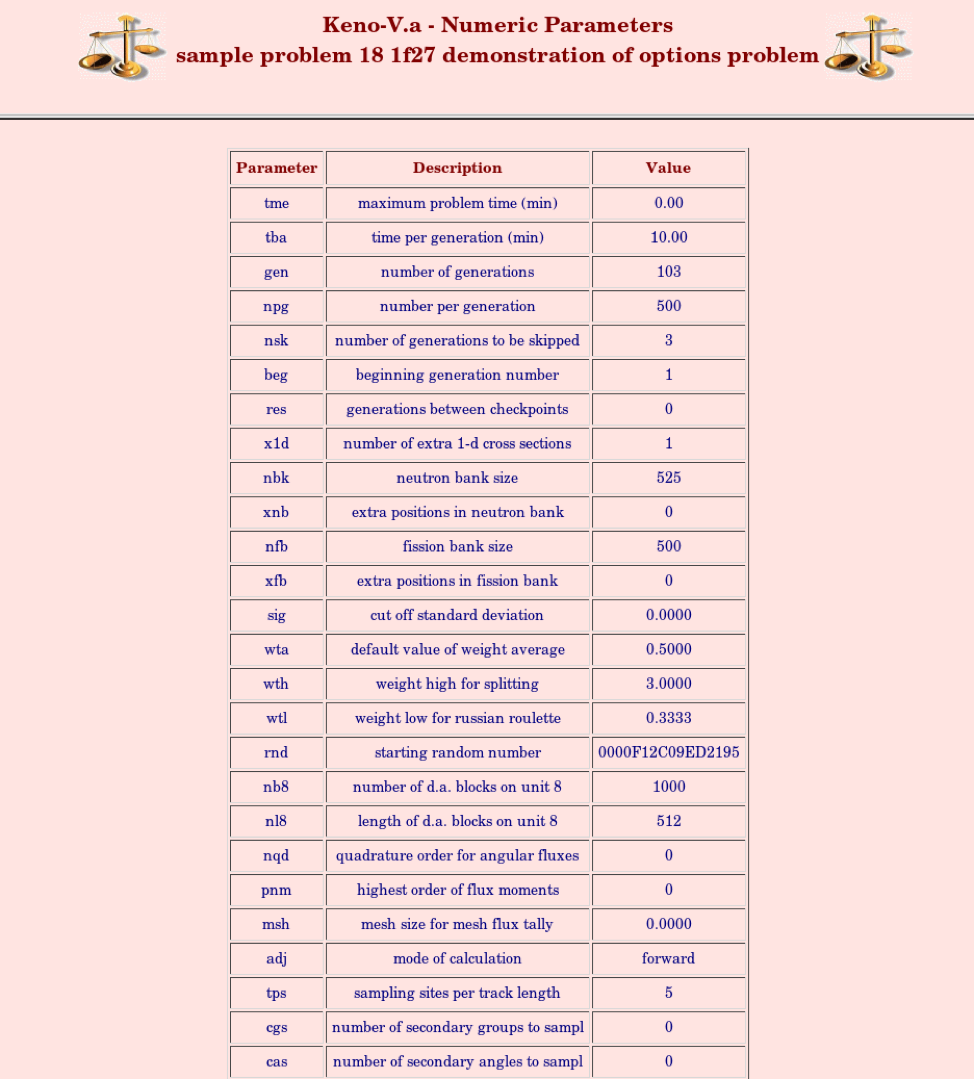 Keno-V.a - Numeric Parameters
sample problem 18 1f27 demonstration of options problem
Parameter Description Value
tme maximum problem time (min) 0.00
tba time per generation (min) 10.00
gen number of generations 103
npg number per generation 500
nsk number of generations to be skipped 3
beg beginning generation number 1
res generations between checkpoints 0
x1d number of extra 1-d cross sections 1
nbk neutron bank size 525
xnb extra positions in neutron bank 0
nfb fission bank size 500
xfb extra positions in fission bank 0
sig cut off standard deviation 0.0000
wta default value of weight average 0.5000
wth weight high for splitting 3.0000
wtl weight low for russian roulette 0.3333
rnd starting random number 0000F12C09ED2195
nb8 number of d.a. blocks on unit 8 1000
nl8 length of d.a. blocks on unit 8 512
nqd quadrature order for angular fluxes 0
pnm highest order of flux moments 0
msh mesh size for mesh flux tally 0.0000
adj mode of calculation forward
tps sampling sites per track length 5
cgs number of secondary groups to sampl 0
cas number of secondary angles to sampl 0